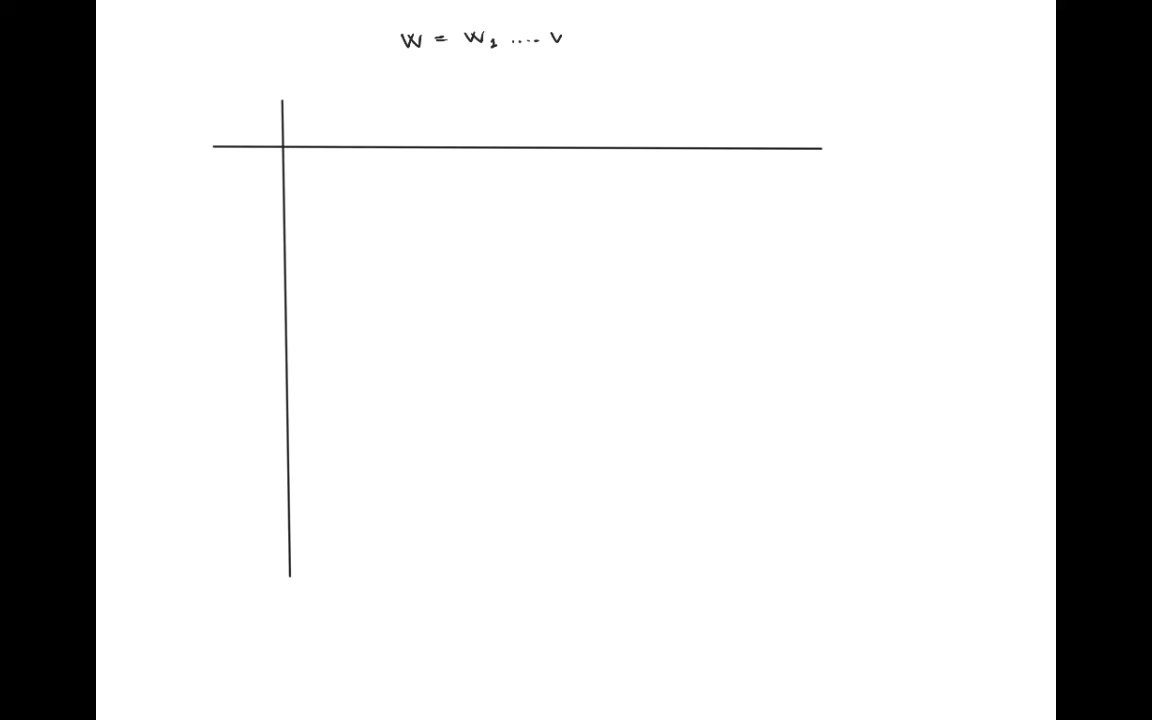 W = W₁ .... v